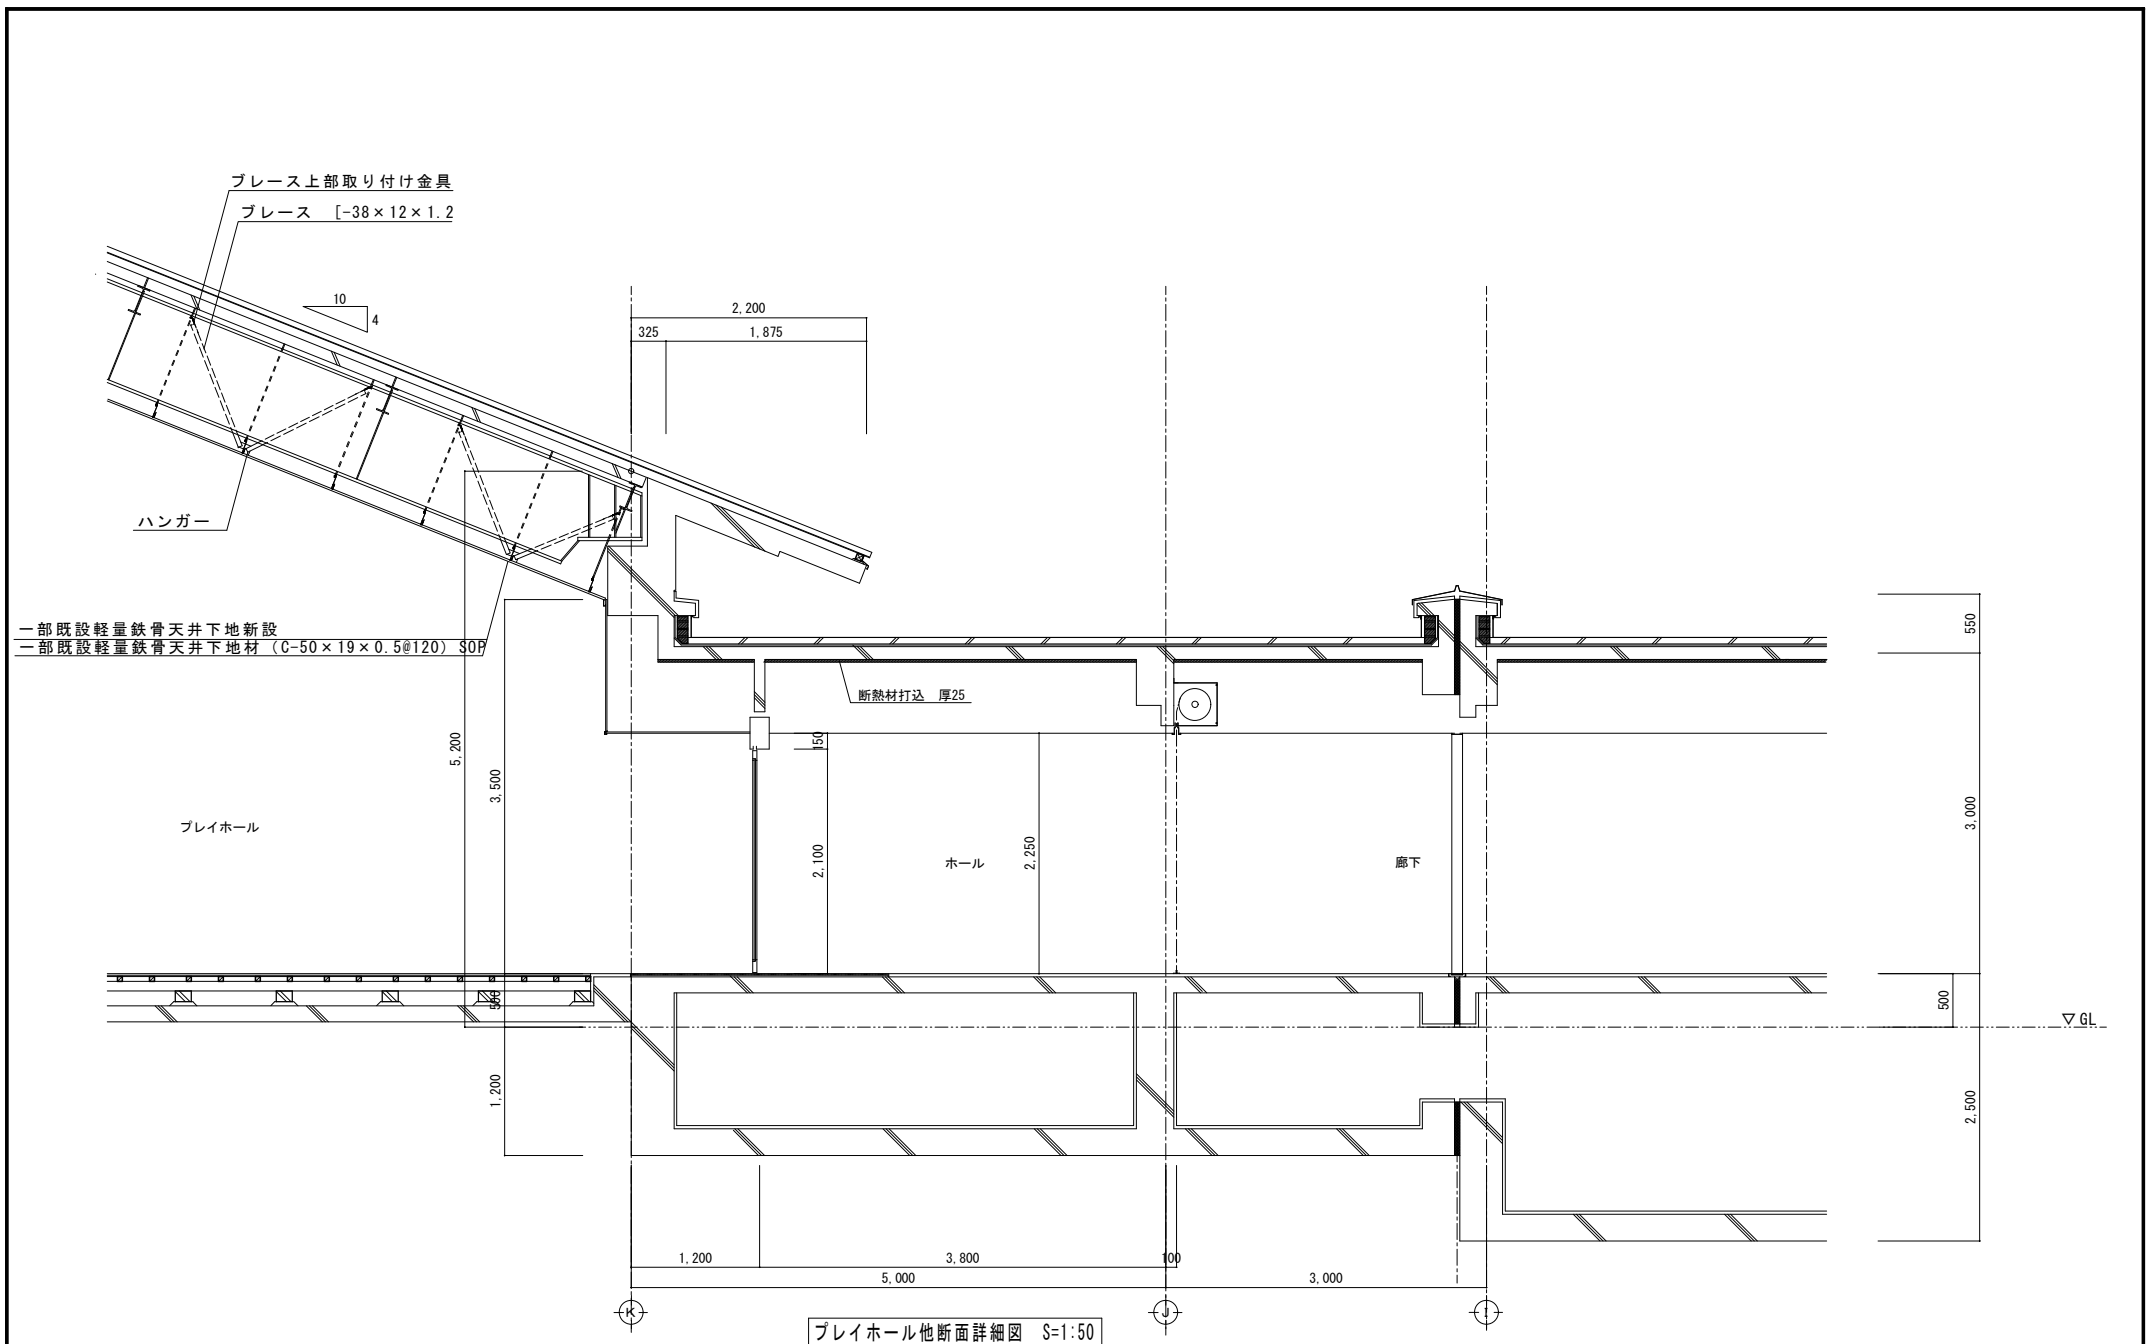 ブレース上部取り付け金具
ブレース [-38×12×1.2
10
4
2,200
325
1,875
ハンガー
一部既設軽量鉄骨天井下地新設
一部既設軽量鉄骨天井下地材(C-50×19×0.5@120) SOP
550
断熱材打込 厚25
5,200
3,500
150
2,100
2,250
3,000
プレイホール
ホール
廊下
500
500
▽GL
1,200
2,500
1,200
3,800
100
5,000
3,000
K
J
I
プレイホール他断面詳細図 S=1:50